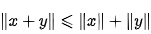 ‖x + y‖ ⩽ ‖x‖ + ‖y‖